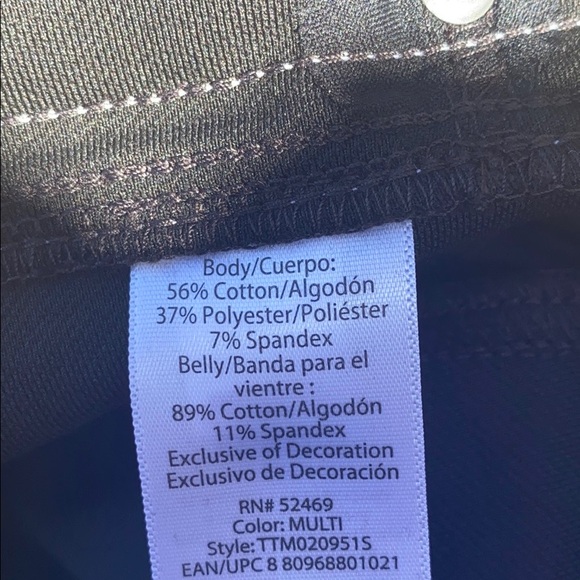 Body/Cuerpo:
56% Cotton/Algodón
37% Polyester/Poliéster
7% Spandex
Belly/Banda para el
vientre :
89% Cotton/Algodón
11% Spandex
Exclusive of Decoration
Exclusivo de Decoración
RN# 52469
Color: MULTI
Style: TTM020951S
EAN/UPC 8 80968801021